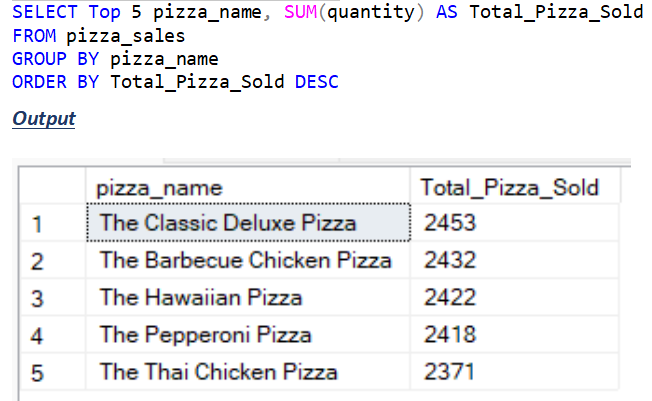 SELECT Top 5 pizza_name, SUM(quantity) AS Total_Pizza_Sold
FROM pizza_sales
GROUP BY pizza_name
ORDER BY Total_Pizza_Sold DESC
Output
pizza_name Total_Pizza_Sold
1 The Classic Deluxe Pizza 2453
2 The Barbecue Chicken Pizza 2432
3 The Hawaiian Pizza 2422
4 The Pepperoni Pizza 2418
5 The Thai Chicken Pizza 2371